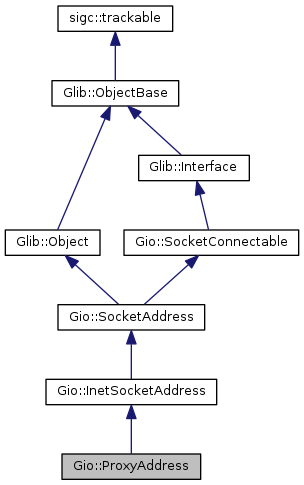 sigc::trackable
Glib::ObjectBase
Glib::Interface
Glib::Object
Gio::SocketConnectable
Gio::SocketAddress
Gio::InetSocketAddress
Gio::ProxyAddress